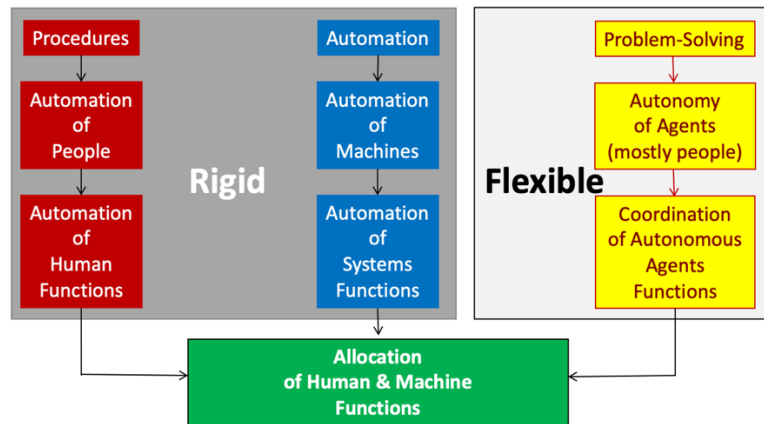 Procedures
Automation
of
People
Automation
of
Human
Functions
Rigid
Automation
Automation
of
Machines
Automation
of
Systems
Functions
Flexible
Problem-Solving
Autonomy
of Agents
(mostly people)
Coordination
of Autonomous
Agents
Functions
Allocation
of Human & Machine
Functions